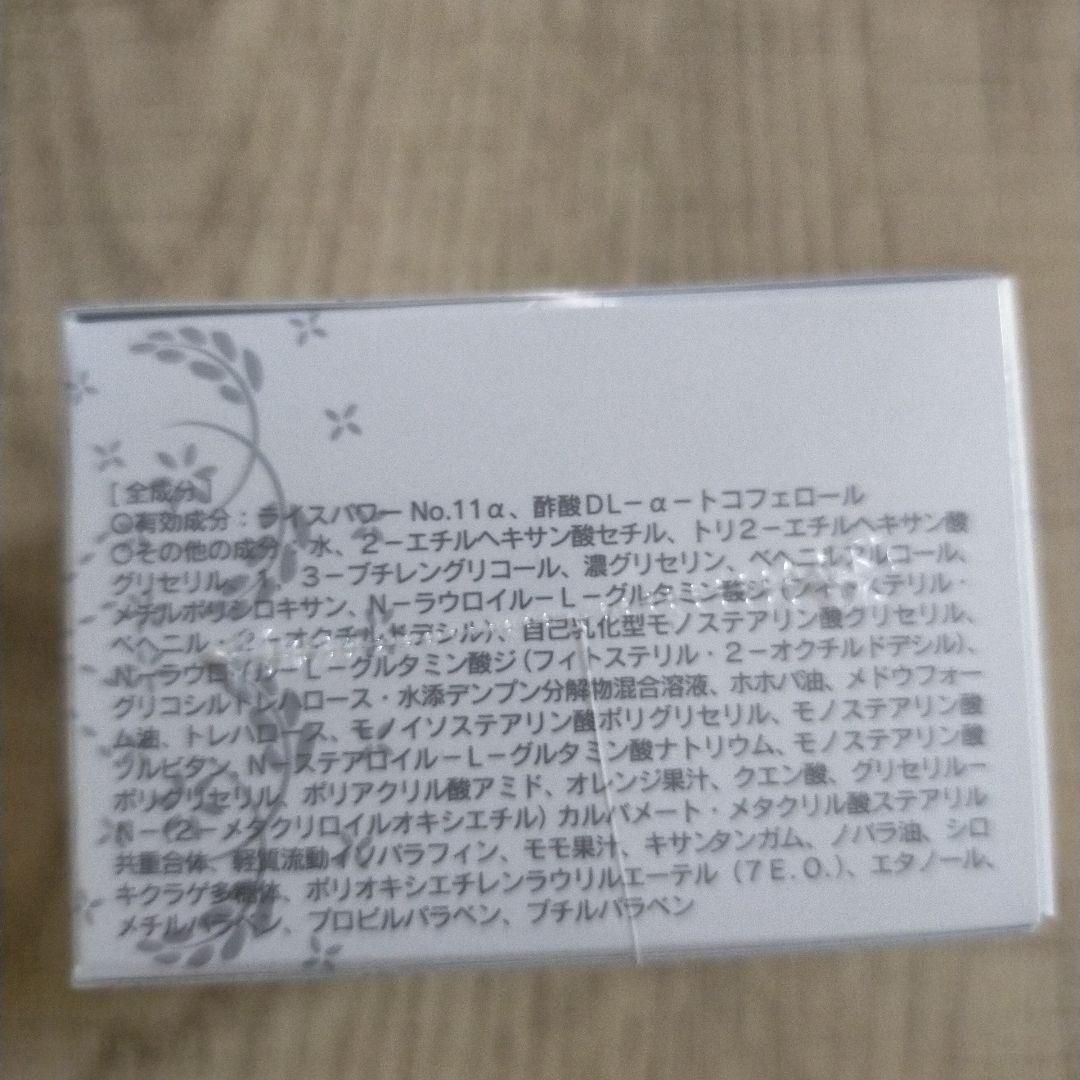 [ 全成分 ]
○有効成分：ライスパワー No.11α、酢酸DL－α－トコフェロール
○その他の成分：水、2－エチルヘキサン酸セチル、トリ2－エチルヘキサン酸
グリセリル、1、3－ブチレングリコール、濃グリセリン、ベヘニルアルコール、
メチルポリシロキサン、N－ラウロイル－L－グルタミン酸ジ（フィトステリル・
ベヘニル・2－オクチルドデシル）、自己乳化型モノステアリン酸グリセリル、
N－ラウロイル－L－グルタミン酸ジ（フィトステリル・2－オクチルドデシル）、
グリコシルトレハロース・水添デンプン分解物混合溶液、ホホバ油、メドウフォー
ム油、トレハロース、モノイソステアリン酸ポリグリセリル、モノステアリン酸
ソルビタン、N－ステアロイル－L－グルタミン酸ナトリウム、モノステアリン酸
ポリグリセリル、ポリアクリル酸アミド、オレンジ果汁、クエン酸、グリセリル－
N－（2－メタクリロイルオキシエチル）カルバメート・メタクリル酸ステアリル
共重合体、軽質流動イソパラフィン、モモ果汁、キサンタンガム、ノバラ油、シロ
キクラゲ多糖体、ポリオキシエチレンラウリルエーテル（7E.O.）、エタノール、
メチルパラベン、プロピルパラベン、ブチルパラベン